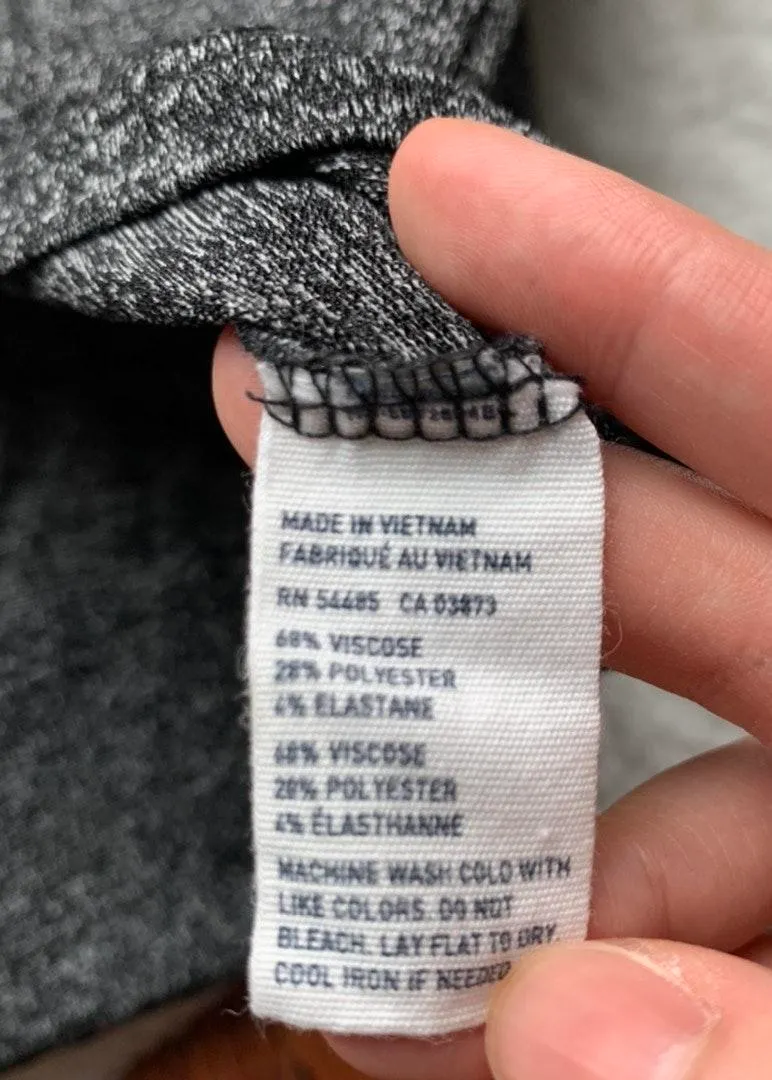 MADE IN VIETNAM
FABRIQUÉ AU VIETNAM
RN 54485 CA 03873
68% VISCOSE
28% POLYESTER
4% ELASTANE
68% VISCOSE
28% POLYESTER
4% ÉLASTHANNE
MACHINE WASH COLD WITH
LIKE COLORS. DO NOT
BLEACH. LAY FLAT TO DRY.
COOL IRON IF NEEDED